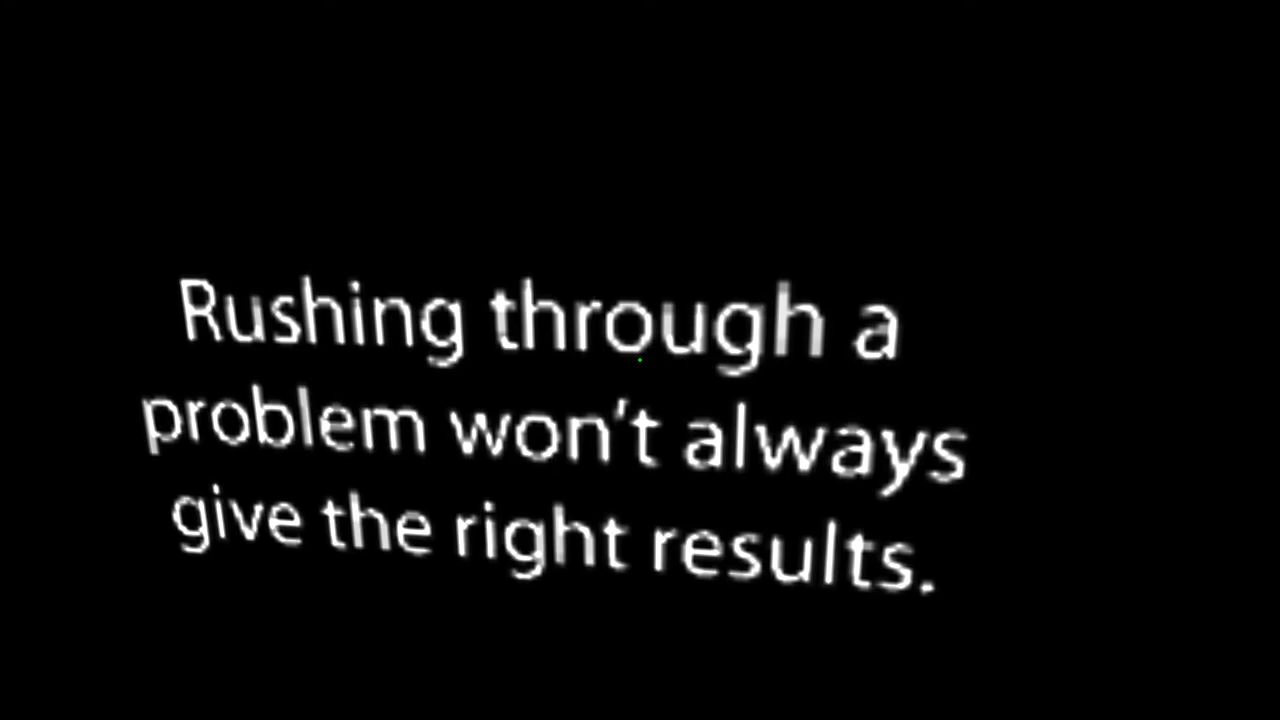 Rushing through a
problem won't always
give the right results.